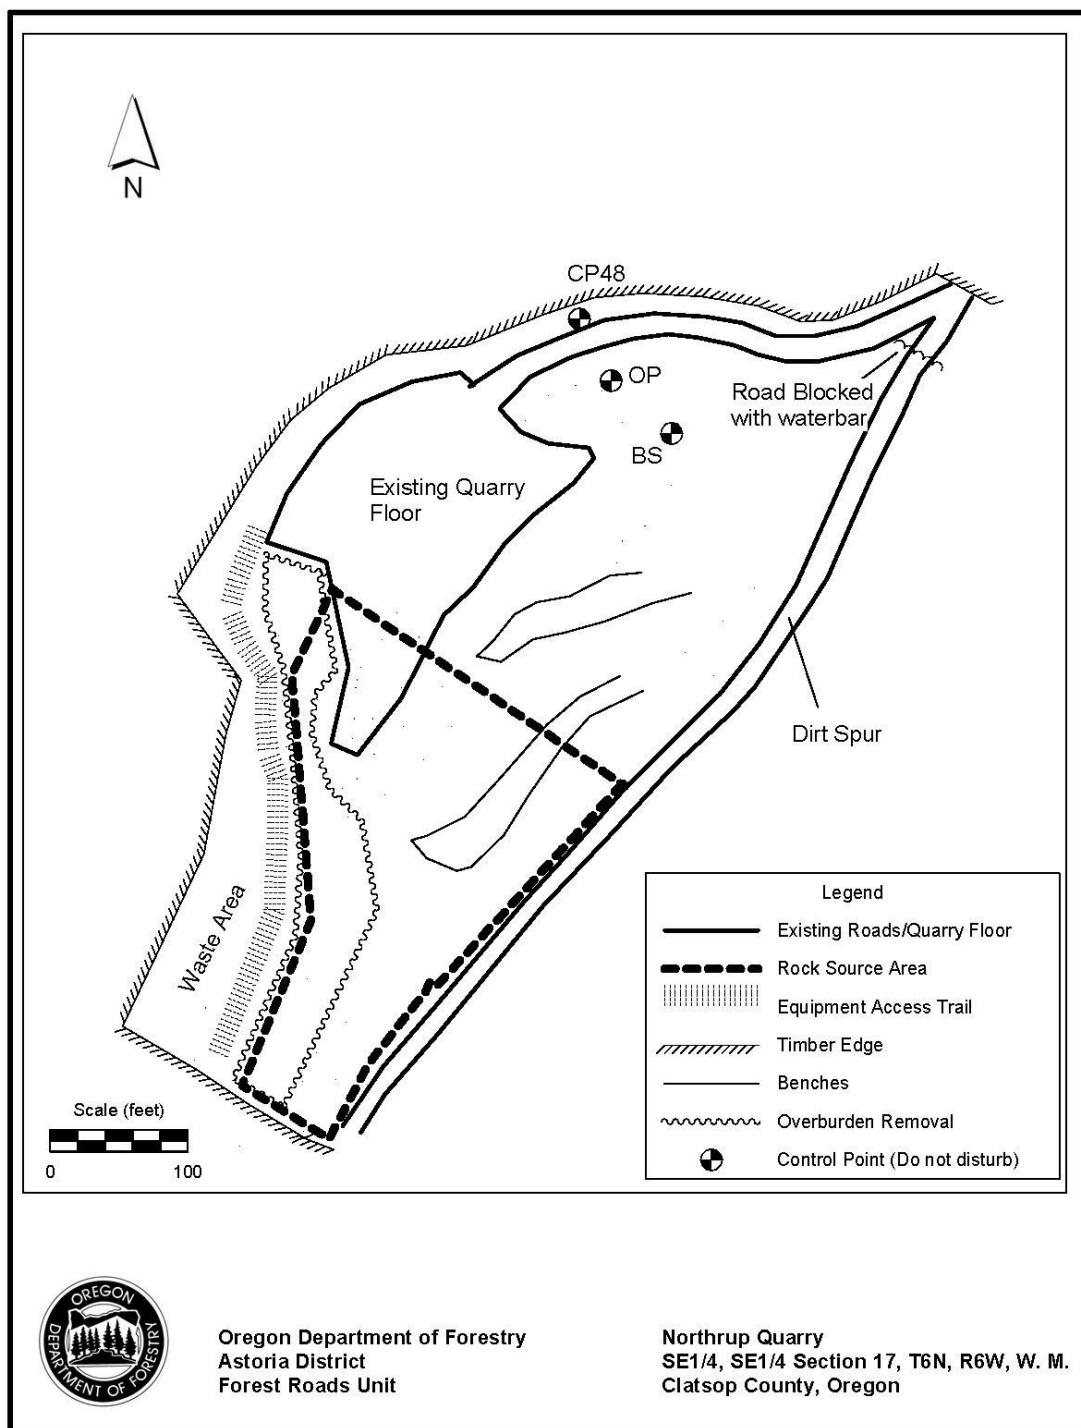 N
CP48
OP
BS
Road Blocked
with waterbar
Existing Quarry
Floor
Dirt Spur
Waste Area
Legend
Existing Roads/Quarry Floor
Rock Source Area
Equipment Access Trail
Timber Edge
Benches
Overburden Removal
Control Point (Do not disturb)
Scale (feet)
0 100
OREGON
DEPARTMENT OF FORESTRY
Oregon Department of Forestry
Astoria District
Forest Roads Unit
Northrup Quarry
SE1/4, SE1/4 Section 17, T6N, R6W, W. M.
Clatsop County, Oregon